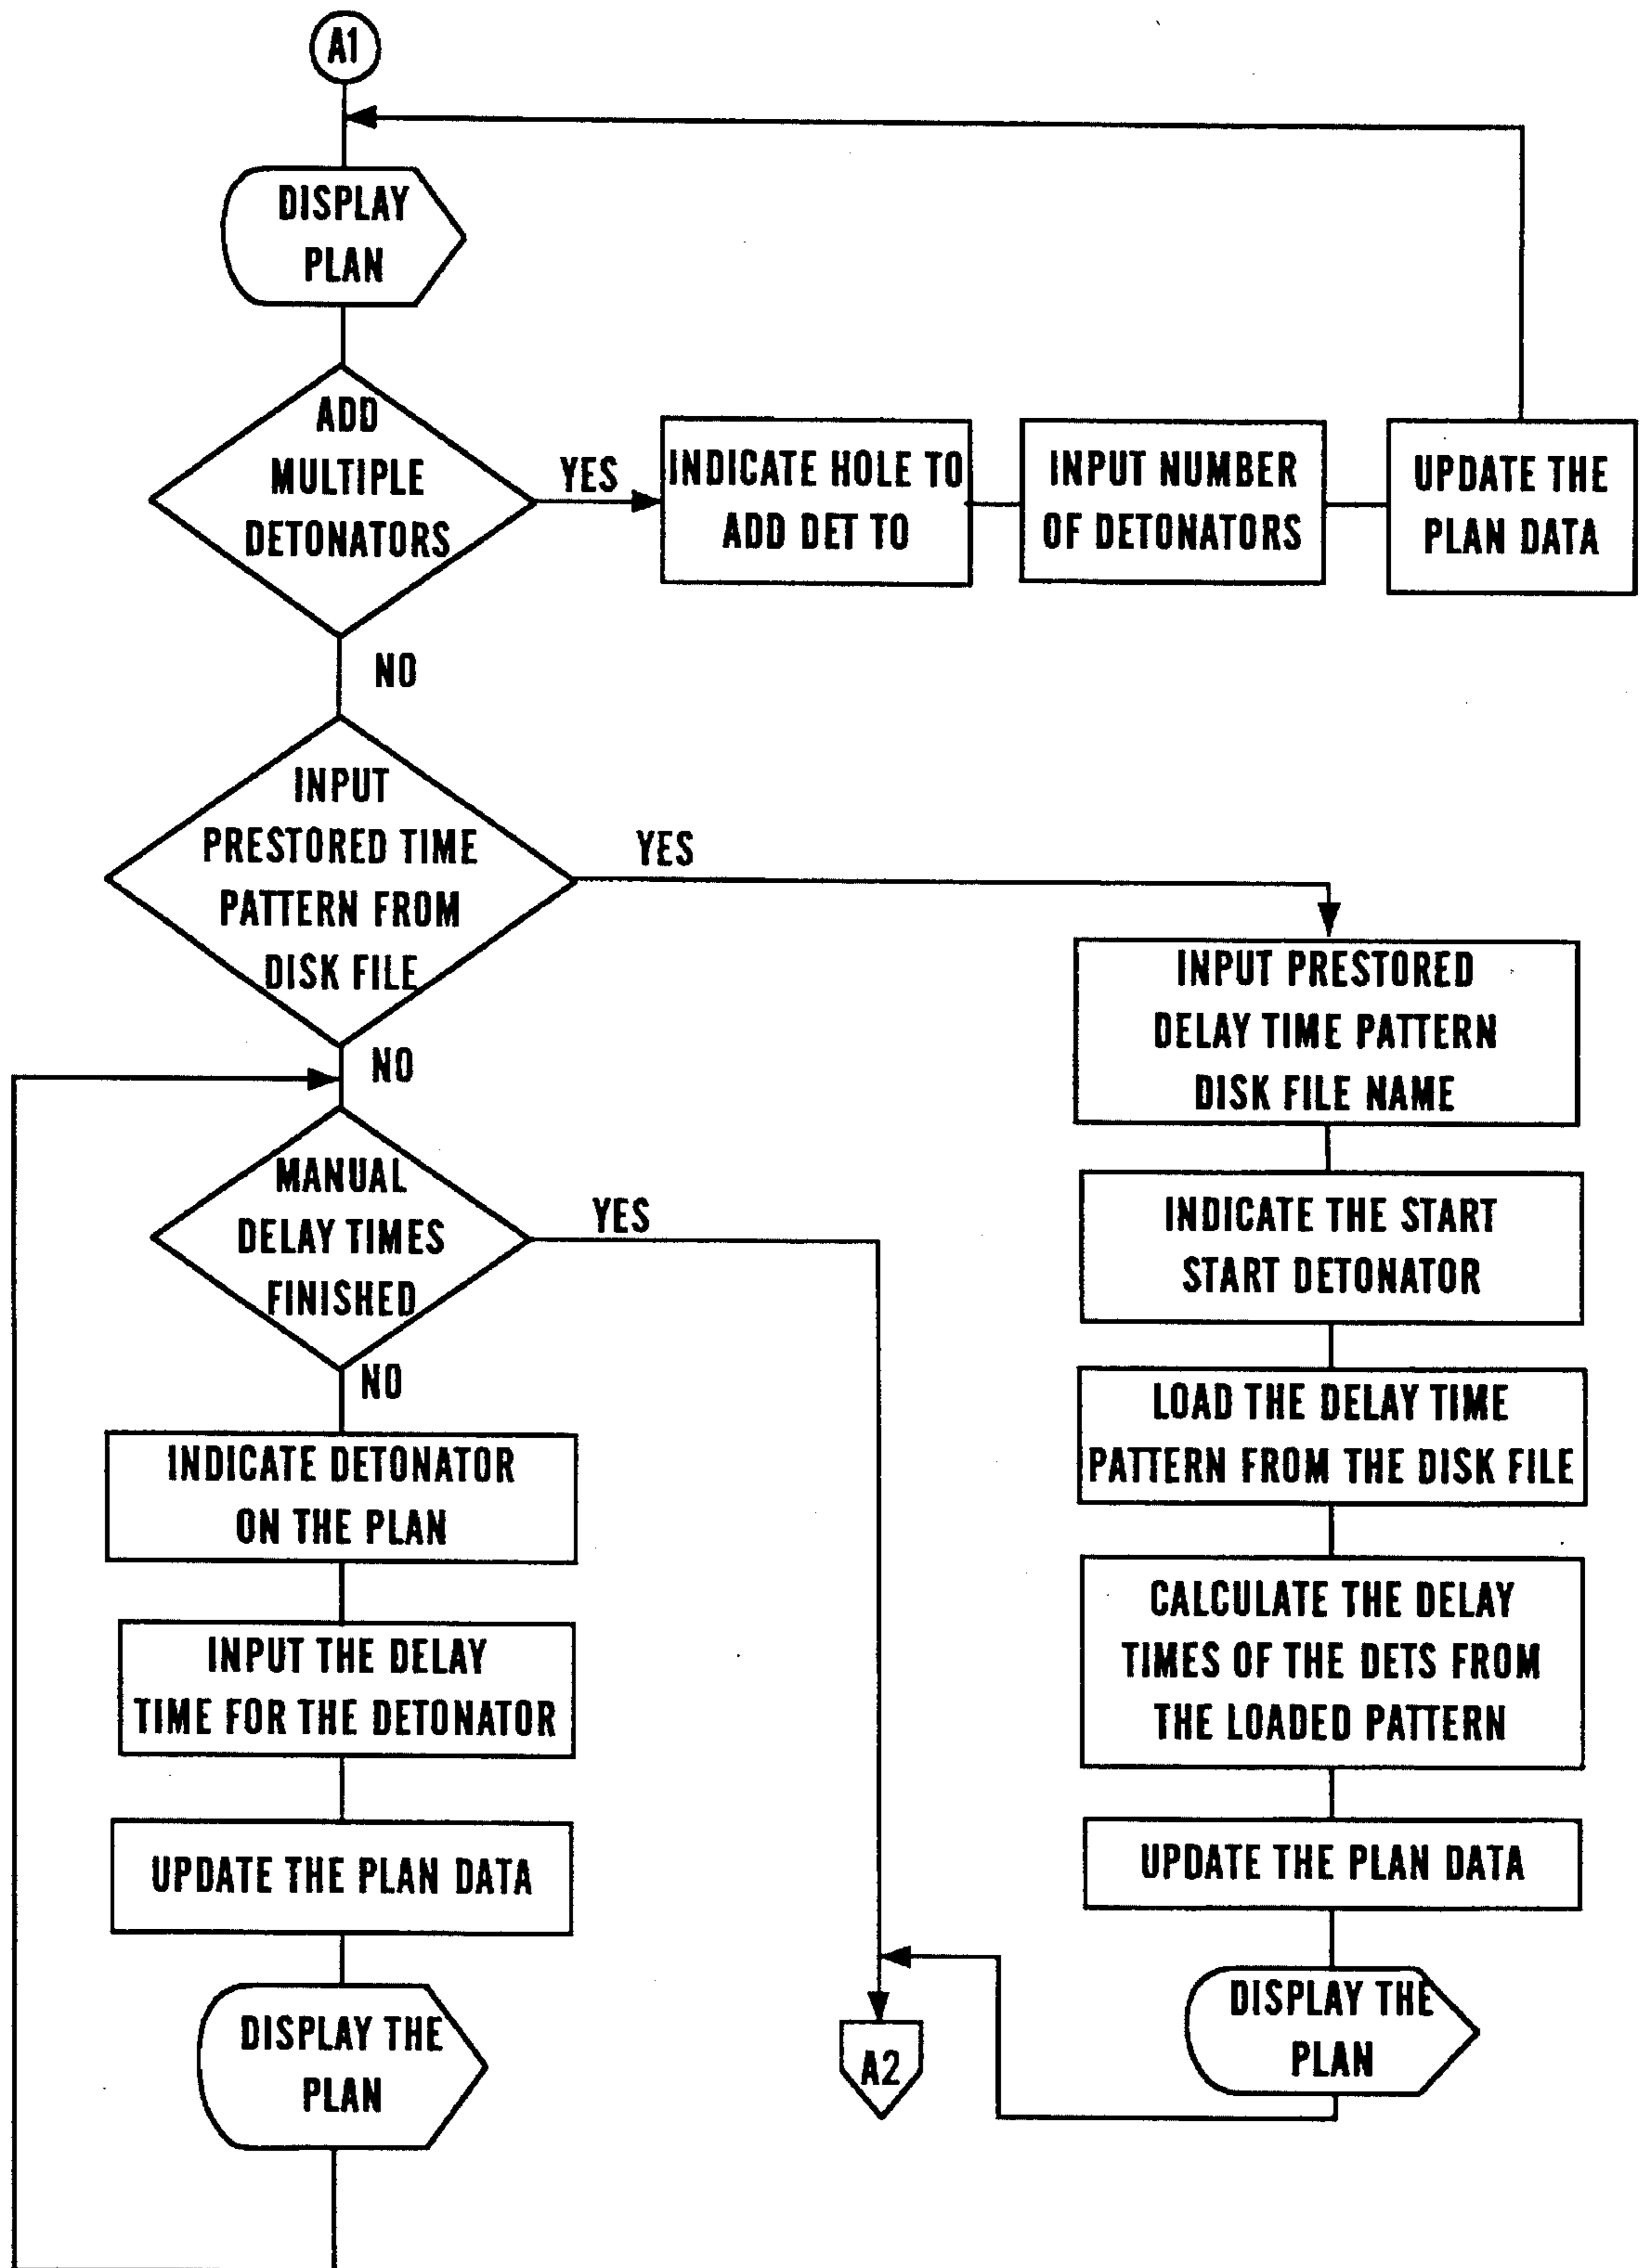 A1
DISPLAY
PLAN
ADD
MULTIPLE
DETONATORS
YES
INDICATE HOLE TO
ADD DET TO
INPUT NUMBER
OF DETONATORS
UPDATE THE
PLAN DATA
NO
INPUT
PRESTORED TIME
PATTERN FROM
DISK FILE
YES
NO
INPUT PRESTORED
DELAY TIME PATTERN
DISK FILE NAME
MANUAL
DELAY TIMES
FINISHED
YES
NO
INDICATE THE START
START DETONATOR
LOAD THE DELAY TIME
PATTERN FROM THE DISK FILE
INDICATE DETONATOR
ON THE PLAN
CALCULATE THE DELAY
TIMES OF THE DETS FROM
THE LOADED PATTERN
INPUT THE DELAY
TIME FOR THE DETONATOR
UPDATE THE PLAN DATA
UPDATE THE PLAN DATA
DISPLAY THE
PLAN
A2
DISPLAY THE
PLAN